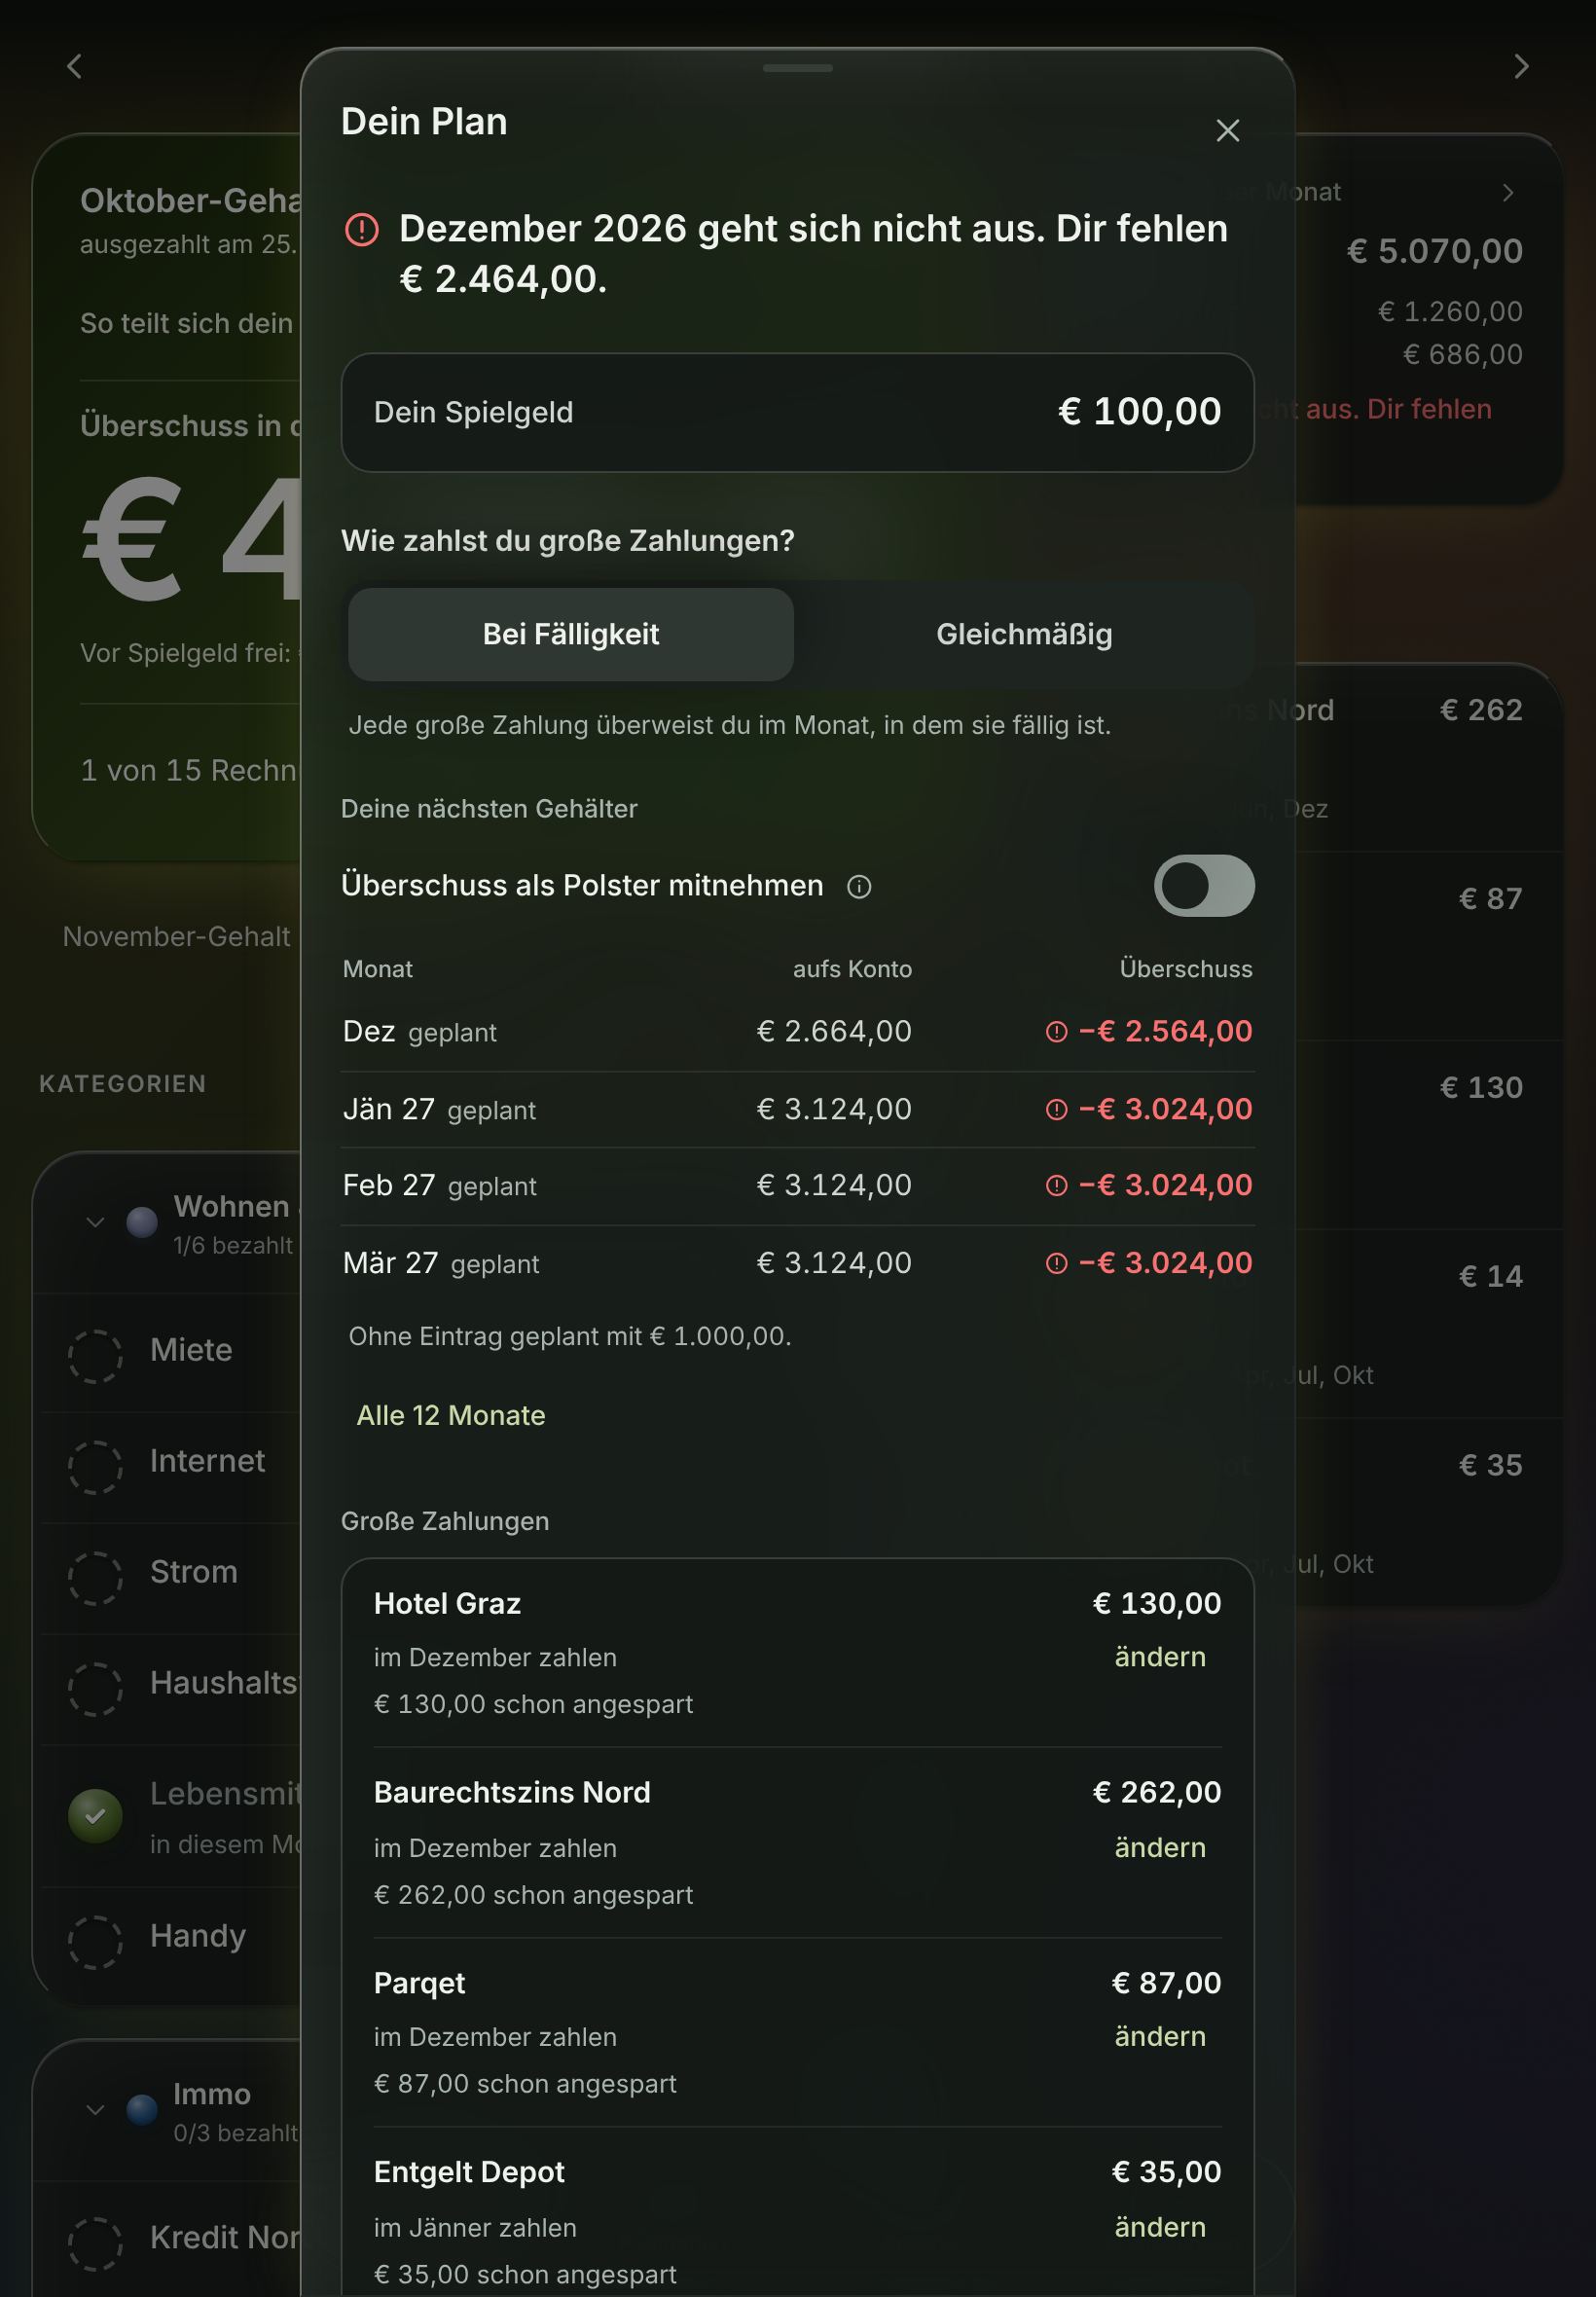 Dein Plan
Dezember 2026 geht sich nicht aus. Dir fehlen
€ 2.464,00.
Dein Spielgeld € 100,00
Wie zahlst du große Zahlungen?
Bei Fälligkeit Gleichmäßig
Jede große Zahlung überweist du im Monat, in dem sie fällig ist.
Deine nächsten Gehälter
Überschuss als Polster mitnehmen
Monat aufs Konto Überschuss
Dez geplant € 2.664,00 −€ 2.564,00
Jän 27 geplant € 3.124,00 −€ 3.024,00
Feb 27 geplant € 3.124,00 −€ 3.024,00
Mär 27 geplant € 3.124,00 −€ 3.024,00
Ohne Eintrag geplant mit € 1.000,00.
Alle 12 Monate
Große Zahlungen
Hotel Graz € 130,00
im Dezember zahlen ändern
€ 130,00 schon angespart
Baurechtszins Nord € 262,00
im Dezember zahlen ändern
€ 262,00 schon angespart
Parqet € 87,00
im Dezember zahlen ändern
€ 87,00 schon angespart
Entgelt Depot € 35,00
im Jänner zahlen ändern
€ 35,00 schon angespart
Oktober-Geha
ausgezahlt am 25.
So teilt sich dein
Überschuss in d
€ 4
Vor Spielgeld frei:
1 von 15 Rechn
November-Gehalt
KATEGORIEN
Wohnen
1/6 bezahlt
Miete
Internet
Strom
Haushalts
Lebensmit
in diesem Mo
Handy
Immo
0/3 bezahlt
Kredit Nor
Monat
€ 5.070,00
€ 1.260,00
€ 686,00
aus. Dir fehlen
Nord € 262
Dez
€ 87
€ 130
€ 14
Jul, Okt
€ 35
Jul, Okt